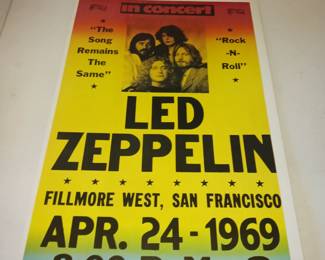 in concert
"The
Song
Remains
The
Same"
"Rock
-N-
Roll"
LED
ZEPPELIN
FILLMORE WEST, SAN FRANCISCO
APR. 24 - 1969